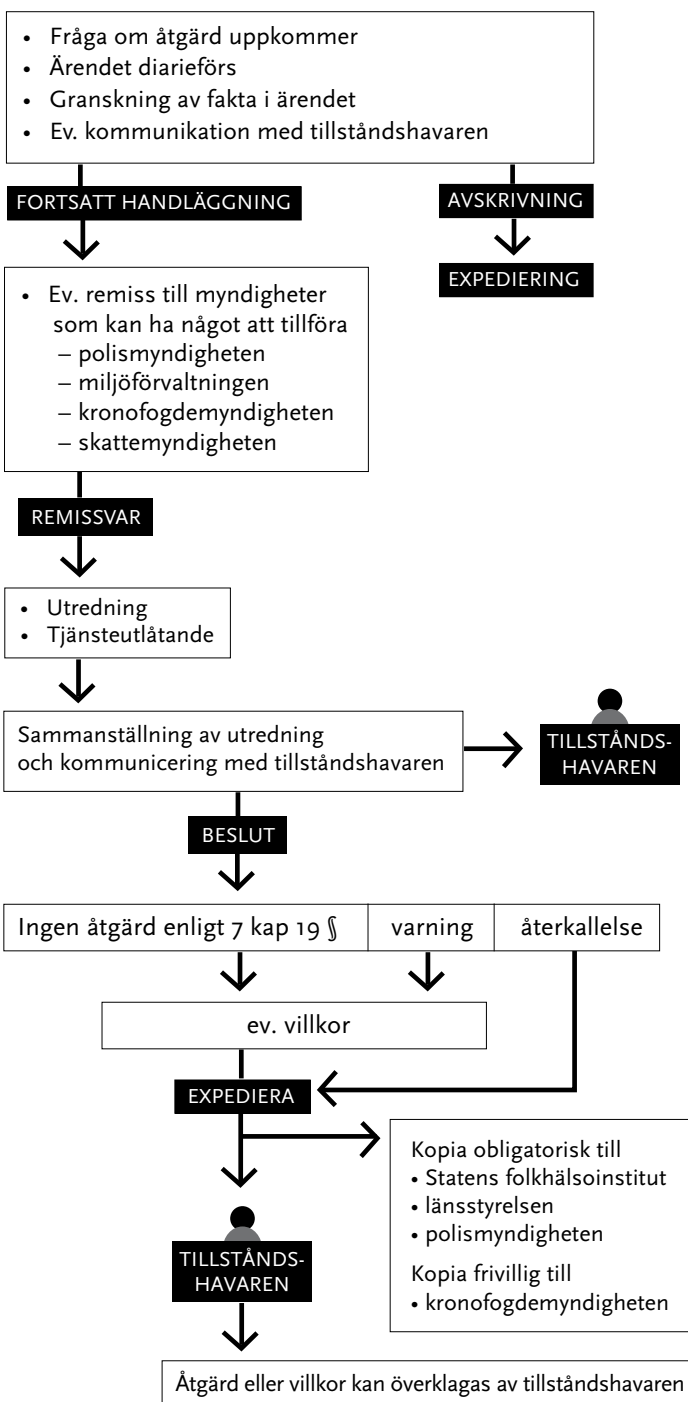 • Fråga om åtgärd uppkommer
• Ärendet diarieförs
• Granskning av fakta i ärendet
• Ev. kommunikation med tillståndshavaren
FORTSATT HANDLÄGGNING
AVSKRIVNING
EXPEDIERING
• Ev. remiss till myndigheter
som kan ha något att tillföra
– polismyndigheten
– miljöförvaltningen
– kronofogdemyndigheten
– skattemyndigheten
REMISSVAR
• Utredning
• Tjänsteutlåtande
Sammanställning av utredning
och kommunicering med tillståndshavaren
TILLSTÅNDS-
HAVAREN
BESLUT
Ingen åtgärd enligt 7 kap 19 §
varning
återkallelse
ev. villkor
EXPEDIERA
Kopia obligatorisk till
• Statens folkhälsoinstitut
• länsstyrelsen
• polismyndigheten
Kopia frivillig till
• kronofogdemyndigheten
TILLSTÅNDS-
HAVAREN
Åtgärd eller villkor kan överklagas av tillståndshavaren